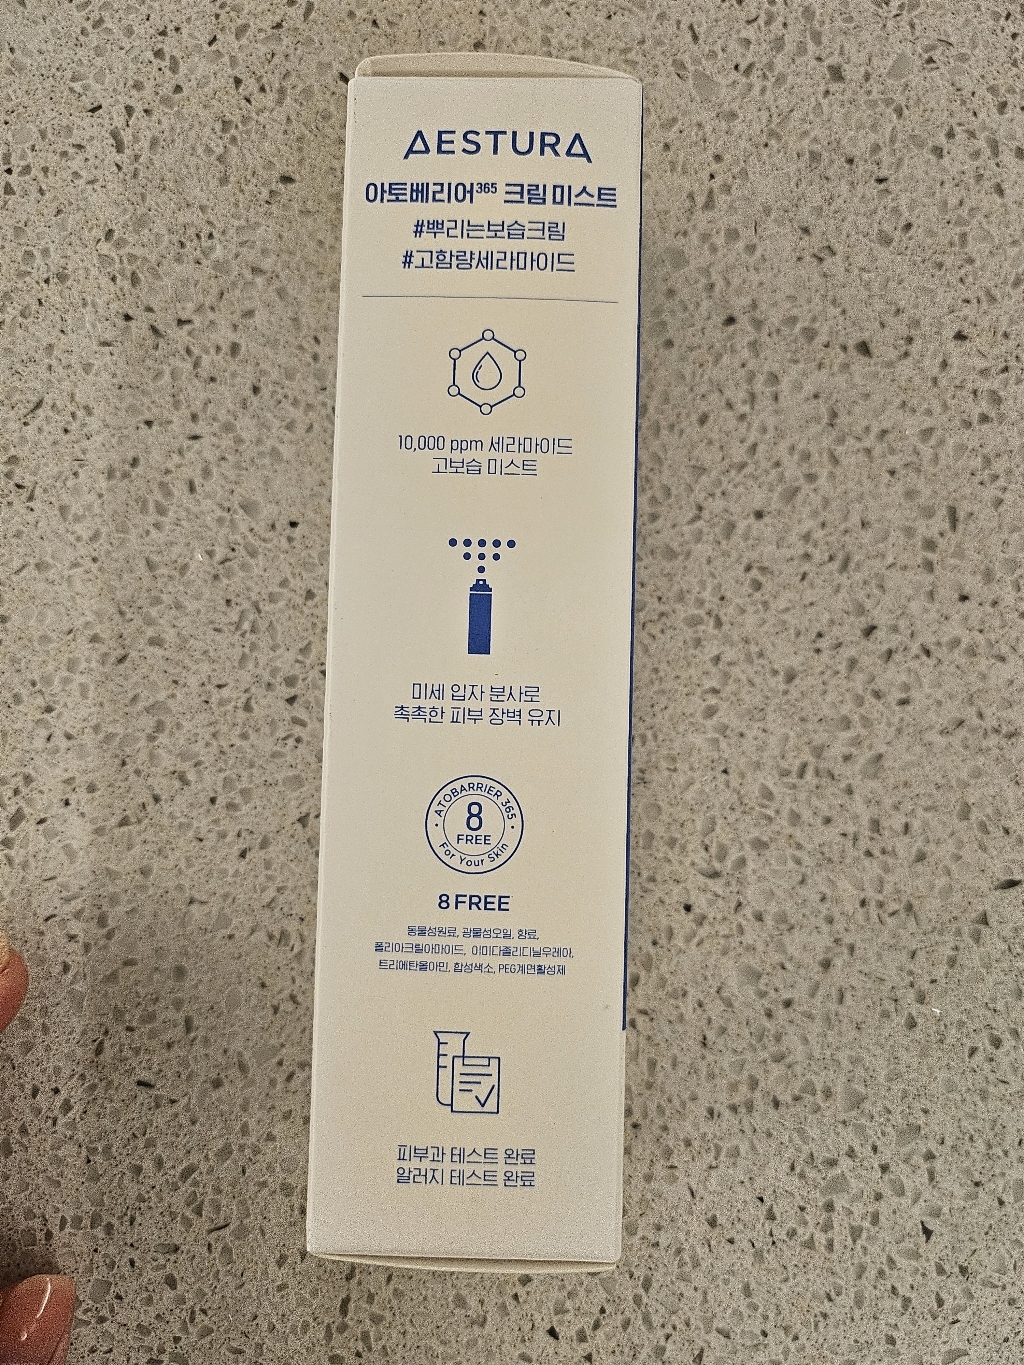 AESTURA
아토베리어365 크림 미스트
#뿌리는보습크림
#고함량세라마이드
10,000 ppm 세라마이드
고보습 미스트
미세 입자 분사로
촉촉한 피부 장벽 유지
ATOBARRIER 365
8
FREE
For Your Skin
8 FREE
동물성원료, 광물성오일, 향료,
폴리아크릴아마이드, 이미다졸리디닐우레아,
트리에탄올아민, 합성색소, PEG계면활성제
피부과 테스트 완료
알러지 테스트 완료